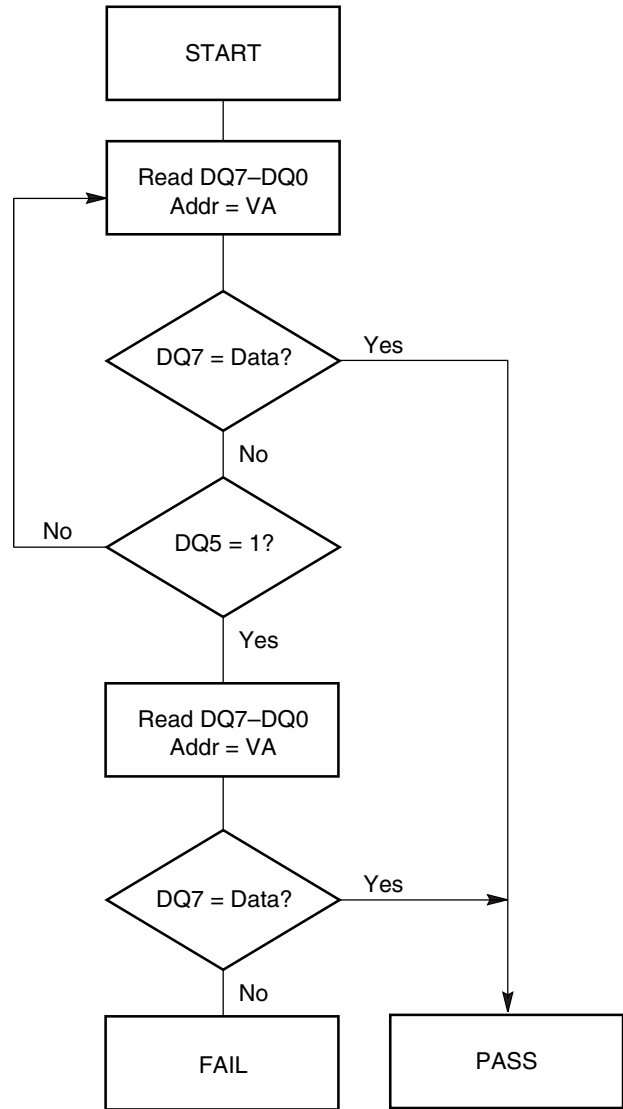 START
Read DQ7–DQ0
Addr = VA
DQ7 = Data?
Yes
No
No
DQ5 = 1?
Yes
Read DQ7–DQ0
Addr = VA
DQ7 = Data?
Yes
No
FAIL
PASS